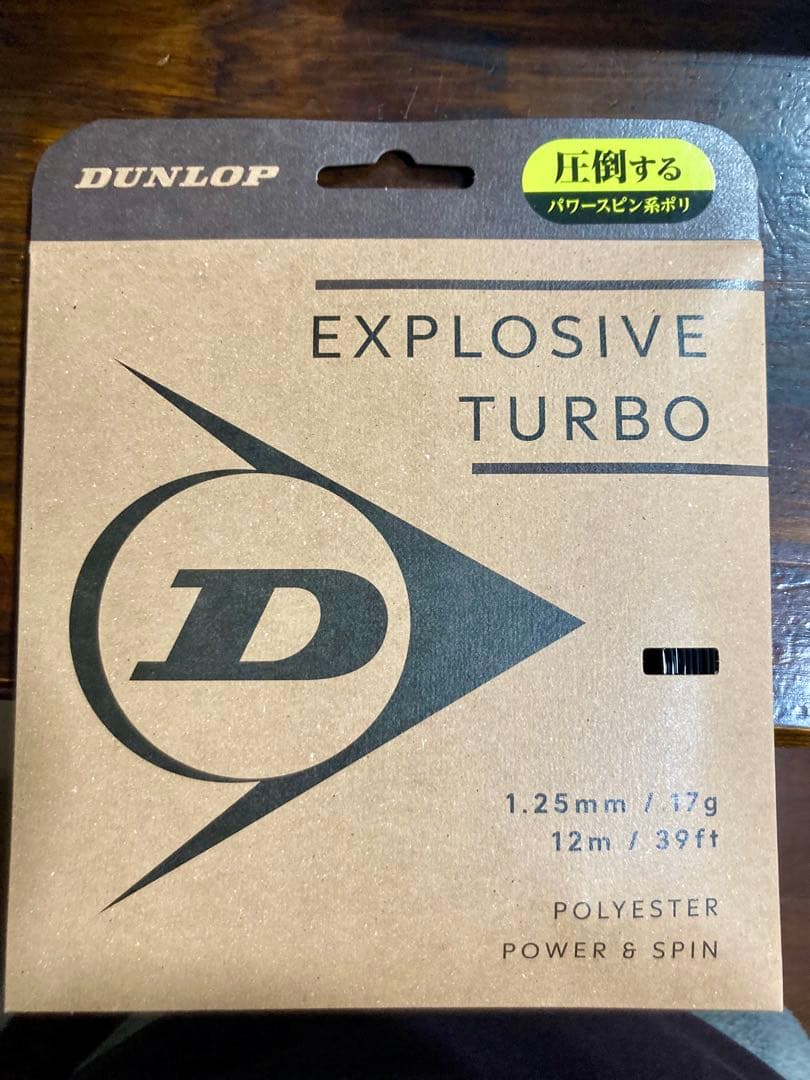 DUNLOP
圧倒する
パワースピン系ポリ
EXPLOSIVE
TURBO
D
1.25mm / 17g
12m / 39ft
POLYESTER
POWER & SPIN